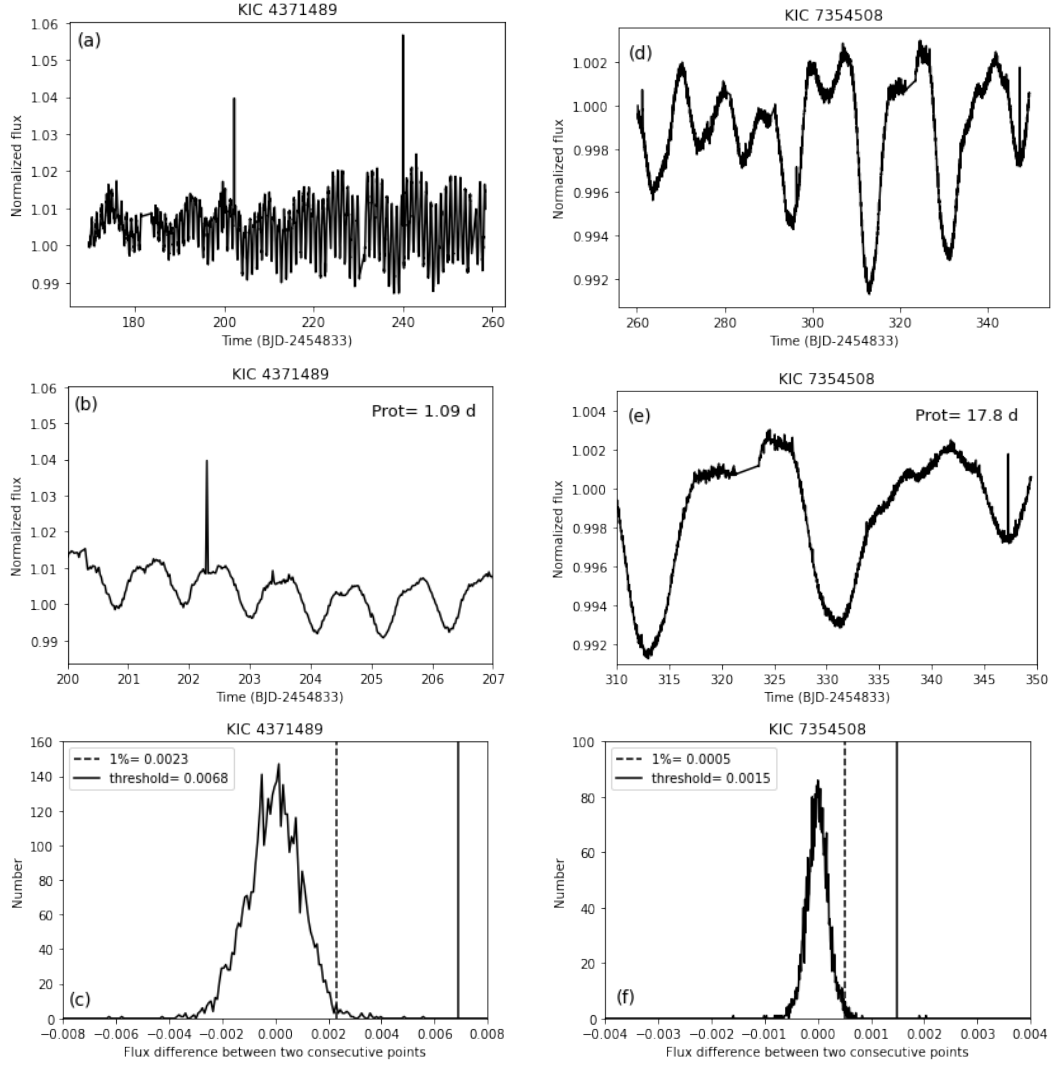 KIC 4371489
(a)
Normalized flux
1.06
1.05
1.04
1.03
1.02
1.01
1.00
0.99
180 200 220 240 260
Time (BJD-2454833)
KIC 7354508
(d)
Normalized flux
1.002
1.000
0.998
0.996
0.994
0.992
260 280 300 320 340
Time (BJD-2454833)
KIC 4371489
(b)
Prot= 1.09 d
Normalized flux
1.06
1.05
1.04
1.03
1.02
1.01
1.00
0.99
200 201 202 203 204 205 206 207
Time (BJD-2454833)
KIC 7354508
(e)
Prot= 17.8 d
Normalized flux
1.004
1.002
1.000
0.998
0.996
0.994
0.992
310 315 320 325 330 335 340 345 350
Time (BJD-2454833)
KIC 4371489
1%= 0.0023
threshold= 0.0068
(c)
Number
160
140
120
100
80
60
40
20
0
−0.008 −0.006 −0.004 −0.002 0.000 0.002 0.004 0.006 0.008
Flux difference between two consecutive points
KIC 7354508
1%= 0.0005
threshold= 0.0015
(f)
Number
100
80
60
40
20
0
−0.004 −0.003 −0.002 −0.001 0.000 0.001 0.002 0.003 0.004
Flux difference between two consecutive points